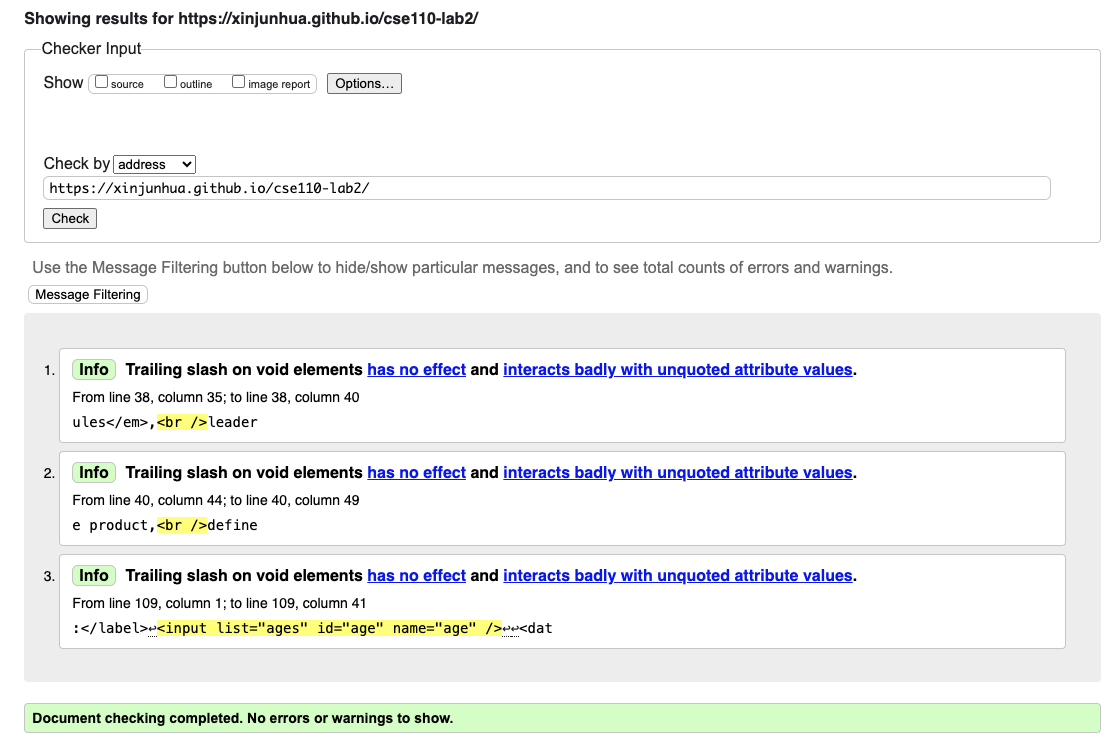 Showing results for https://xinjunhua.github.io/cse110-lab2/
Checker Input
Show source outline image report Options...
Check by address
https://xinjunhua.github.io/cse110-lab2/
Check
Use the Message Filtering button below to hide/show particular messages, and to see total counts of errors and warnings.
Message Filtering
1. Info Trailing slash on void elements has no effect and interacts badly with unquoted attribute values.
From line 38, column 35; to line 38, column 40
ules</em>,<br />leader
2. Info Trailing slash on void elements has no effect and interacts badly with unquoted attribute values.
From line 40, column 44; to line 40, column 49
e product,<br />define
3. Info Trailing slash on void elements has no effect and interacts badly with unquoted attribute values.
From line 109, column 1; to line 109, column 41
:</label>↩<input list="ages" id="age" name="age" />↩↩<dat
Document checking completed. No errors or warnings to show.